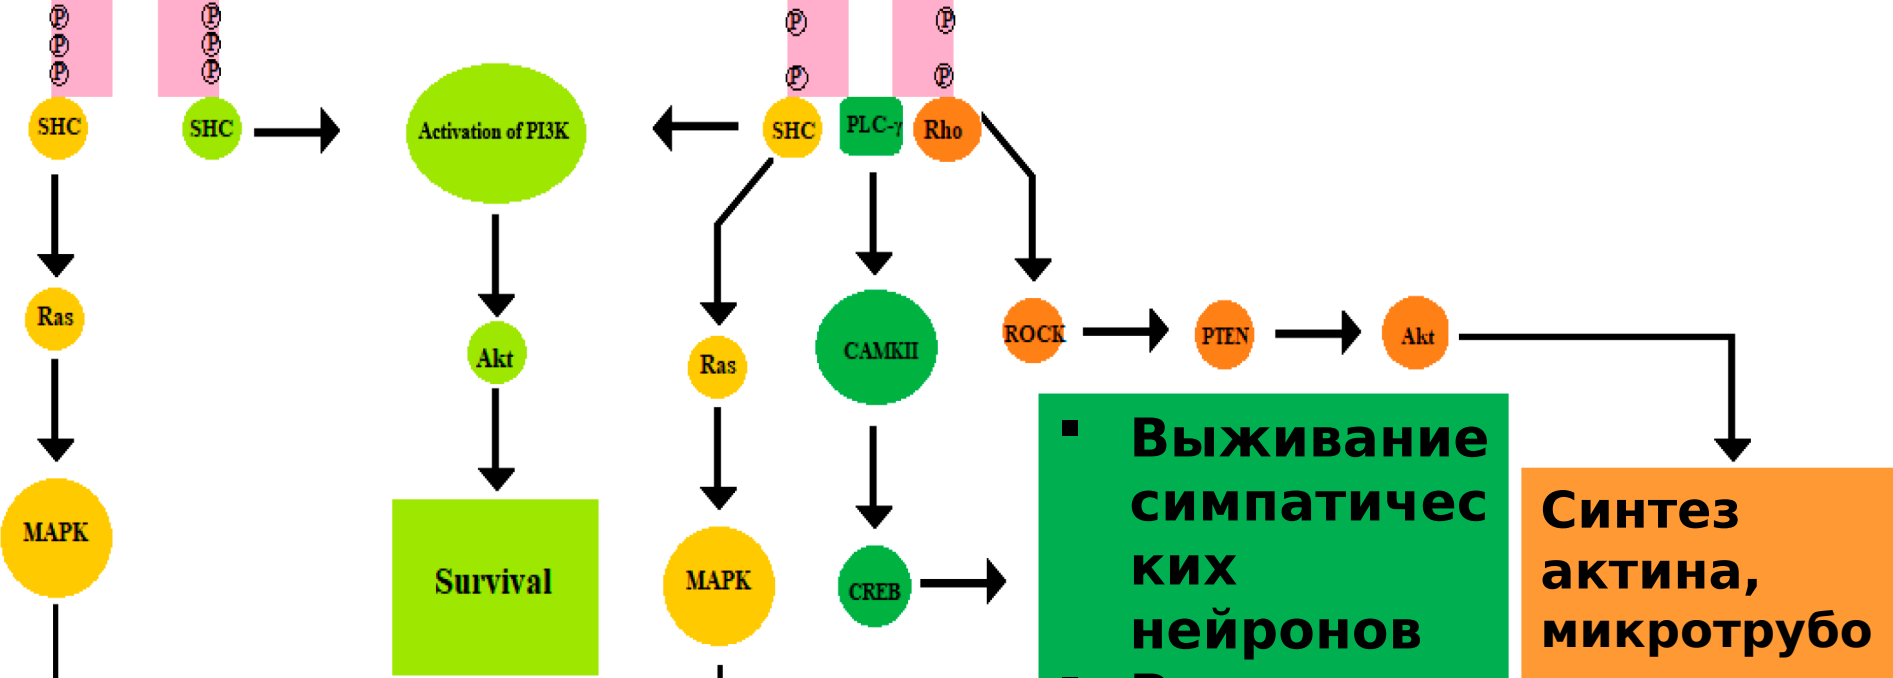 P
P
P
P
P
P
P
P
P
P
SHC
SHC
Activation of PI3K
SHC
PLC-γ
Rho
Ras
Akt
Ras
CAMKII
ROCK
PTEN
Akt
MAPK
Survival
MAPK
CREB
Выживание
симпатичес
ких
нейронов
Синтез
актина,
микротрубо